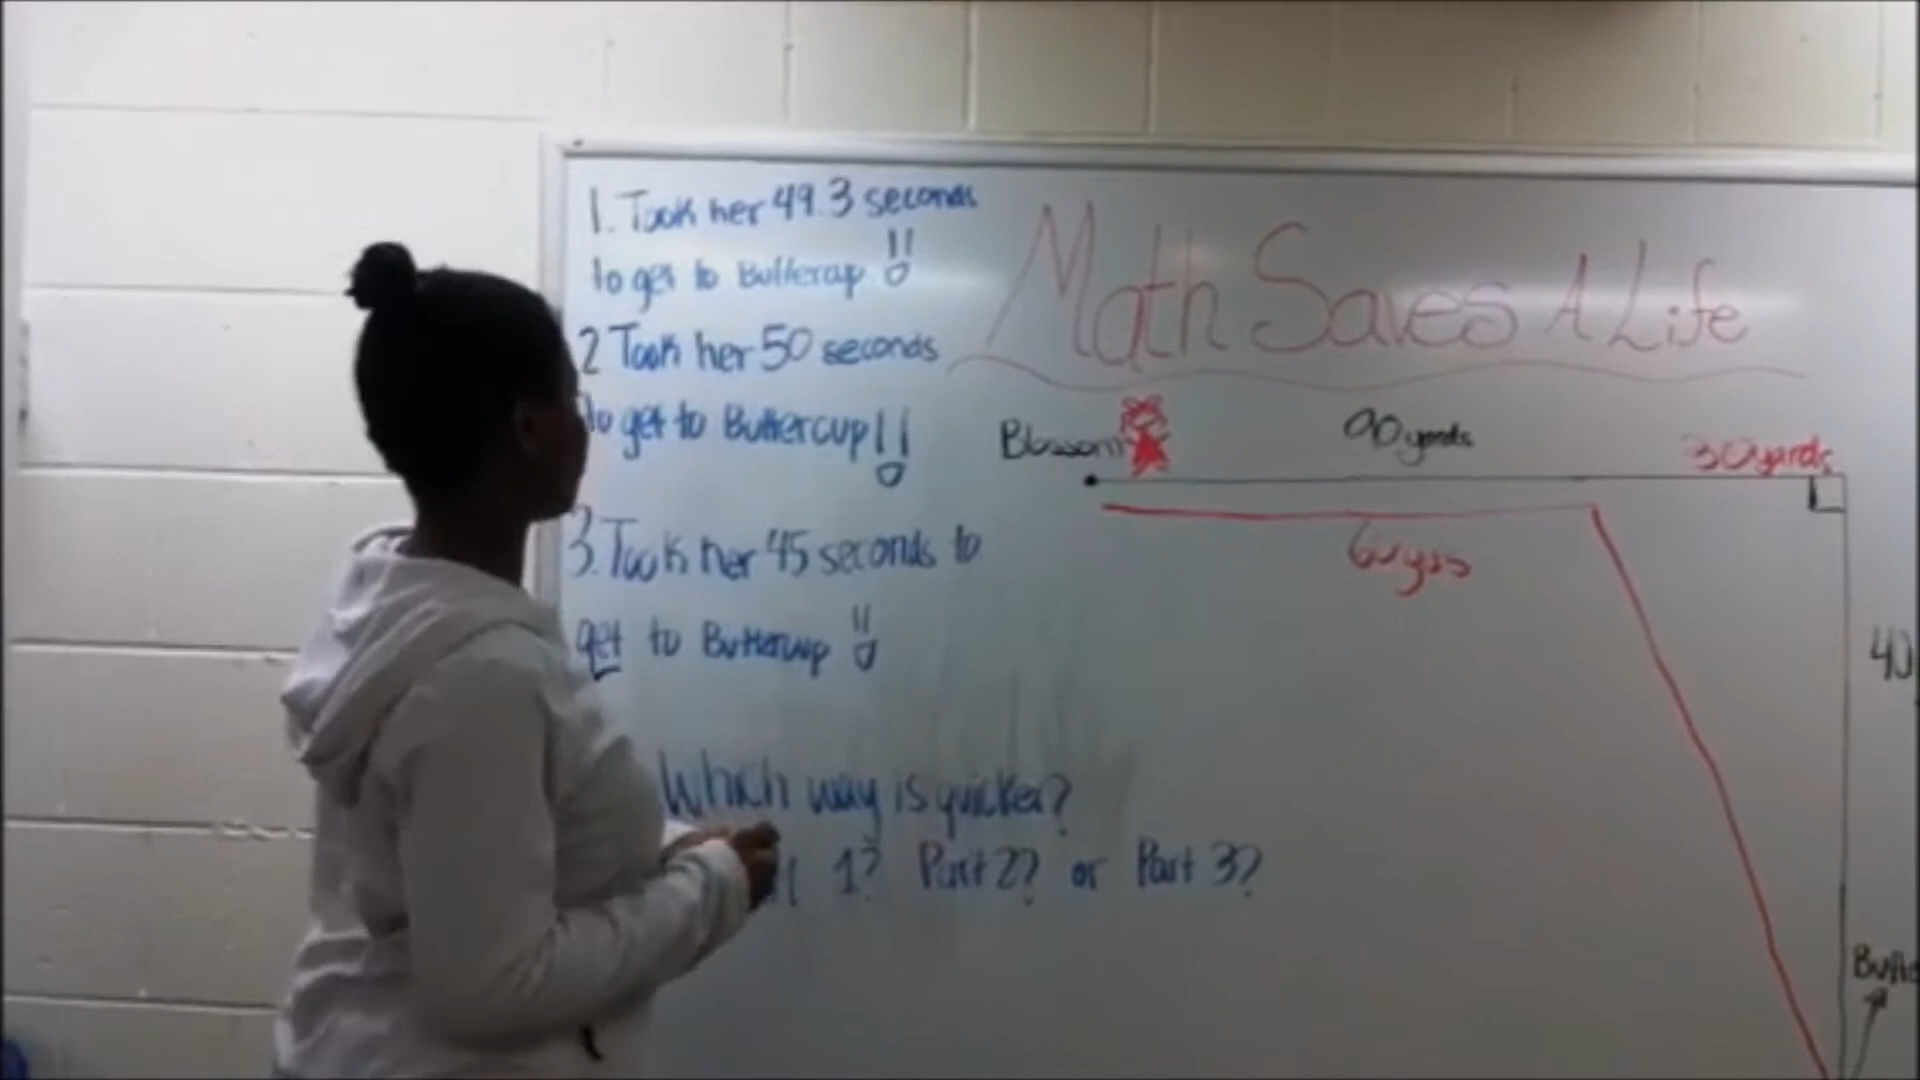 1. Took her 49.3 seconds
to get to Buttercup !!
2 Took her 50 seconds
to get to Buttercup !!
3. Took her 45 seconds to
get to Buttercup !!
Which way is quicker?
1? Part 2? or Part 3?
Math Saves A Life
Blossom
90 yards
30 yards
60 yds
40